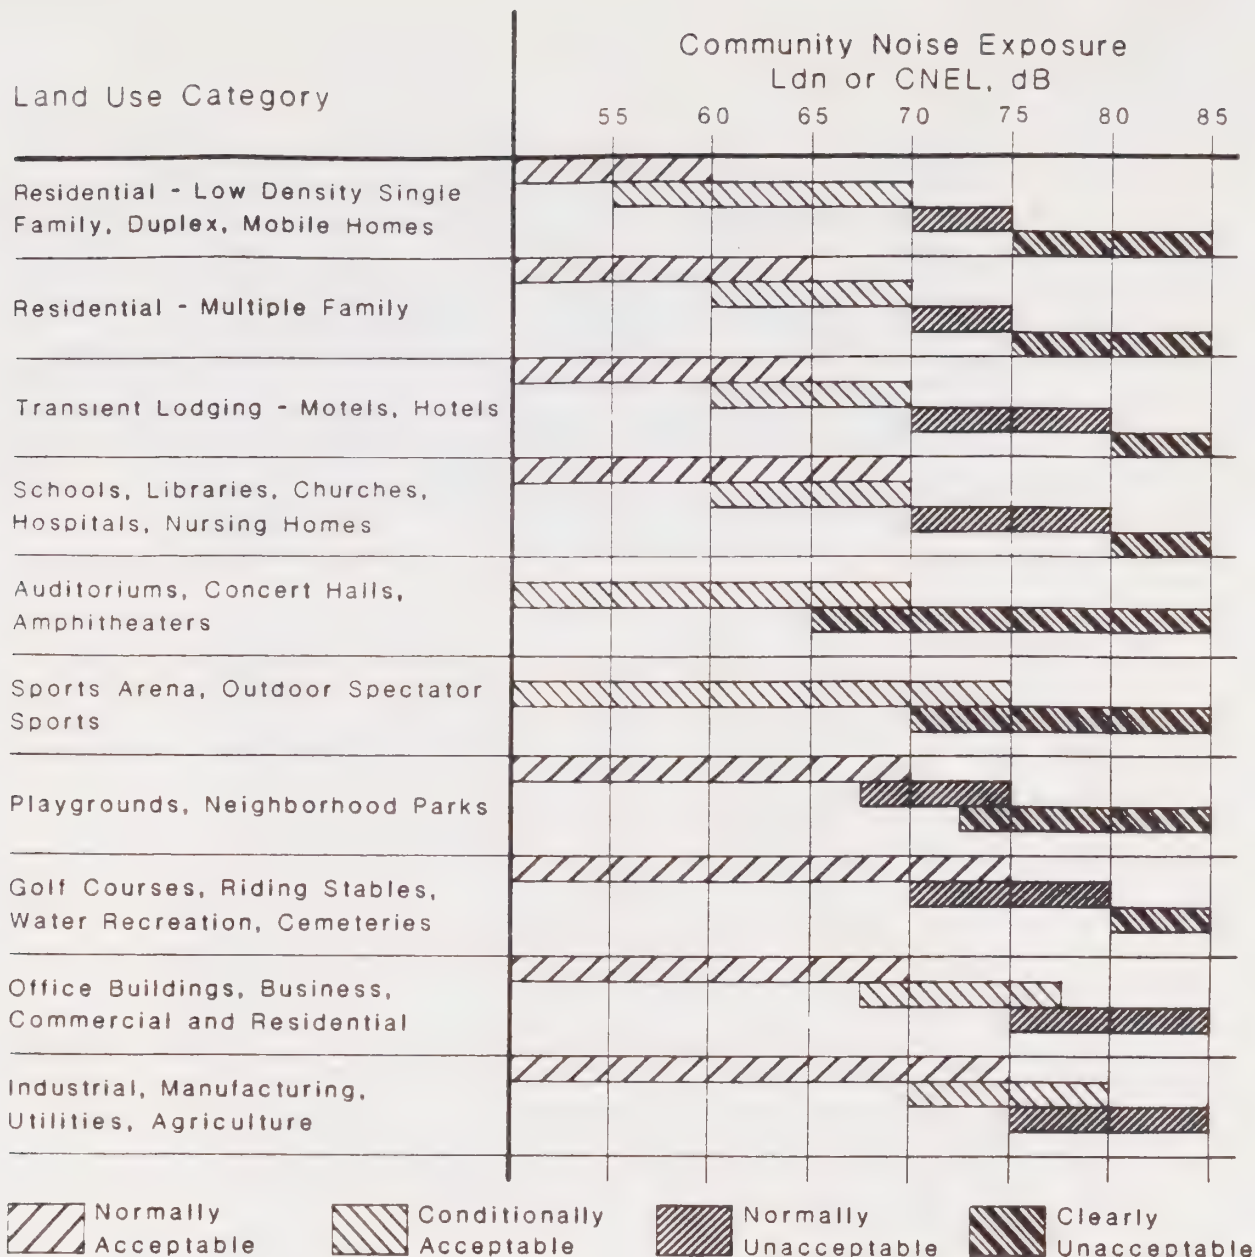 Community Noise Exposure
Ldn or CNEL, dB
Land Use Category
55 60 65 70 75 80 85
Residential - Low Density Single
Family, Duplex, Mobile Homes
Residential - Multiple Family
Transient Lodging - Motels, Hotels
Schools, Libraries, Churches,
Hospitals, Nursing Homes
Auditoriums, Concert Halls,
Amphitheaters
Sports Arena, Outdoor Spectator
Sports
Playgrounds, Neighborhood Parks
Golf Courses, Riding Stables,
Water Recreation, Cemeteries
Office Buildings, Business,
Commercial and Residential
Industrial, Manufacturing,
Utilities, Agriculture
Normally
Acceptable
Conditionally
Acceptable
Normally
Unacceptable
Clearly
Unacceptable